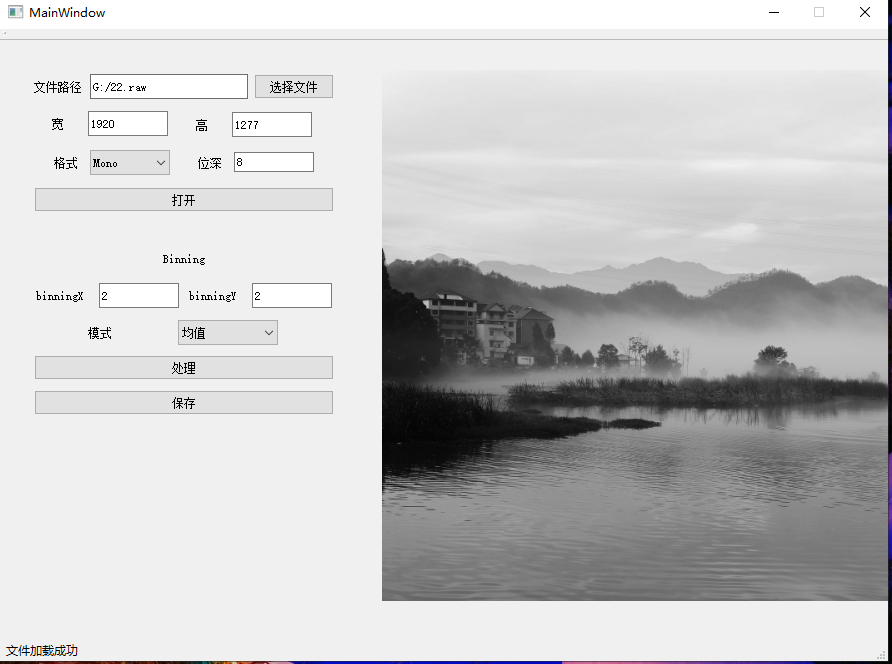 MainWindow
文件路径 G:/22.raw 选择文件
宽 1920 高 1277
格式 Mono 位深 8
打开
Binning
binningX 2 binningY 2
模式 均值
处理
保存
文件加载成功